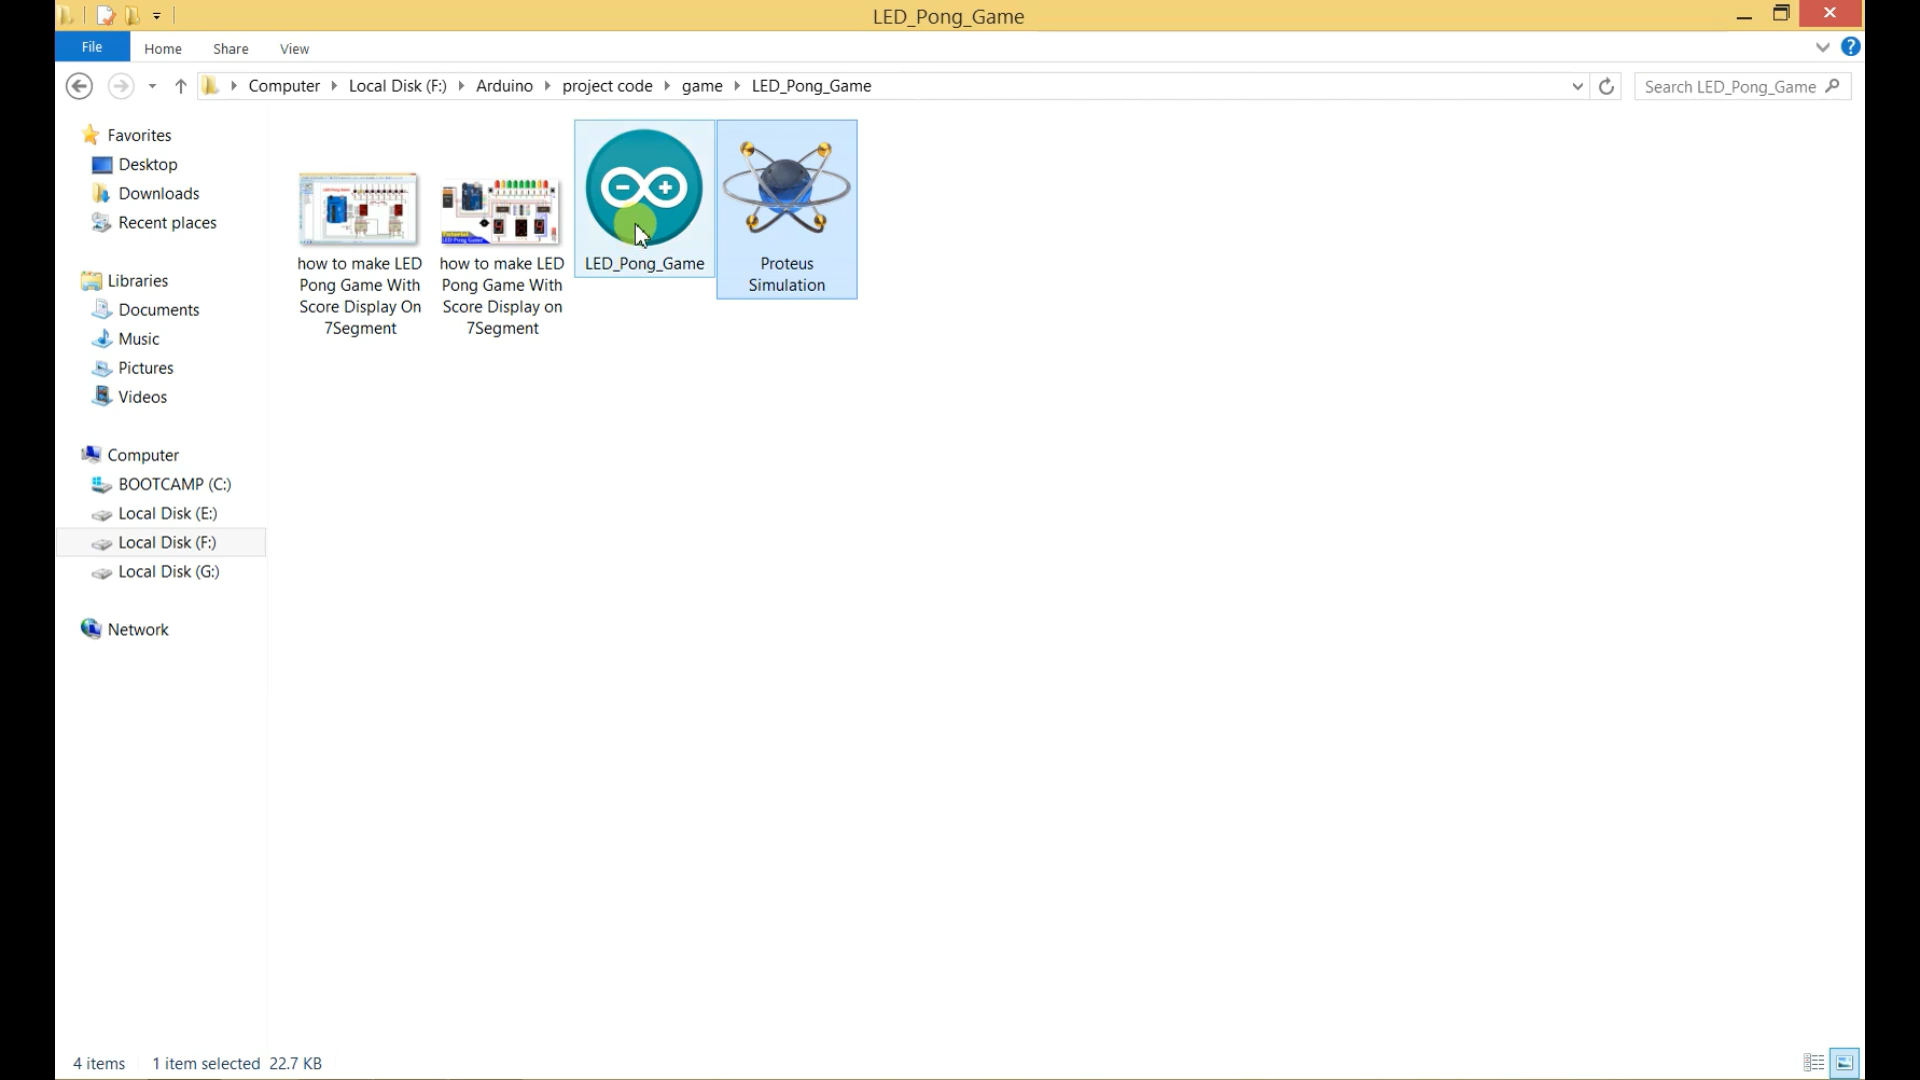 LED_Pong_Game
File
Home
Share
View
Computer
Local Disk (F:)
Arduino
project code
game
LED_Pong_Game
Search LED_Pong_Game
Favorites
Desktop
Downloads
Recent places
Libraries
Documents
Music
Pictures
Videos
Computer
BOOTCAMP (C:)
Local Disk (E:)
Local Disk (F:)
Local Disk (G:)
Network
how to make LED
Pong Game With
Score Display On
7Segment
how to make LED
Pong Game With
Score Display on
7Segment
LED_Pong_Game
Proteus
Simulation
4 items
1 item selected 22.7 KB